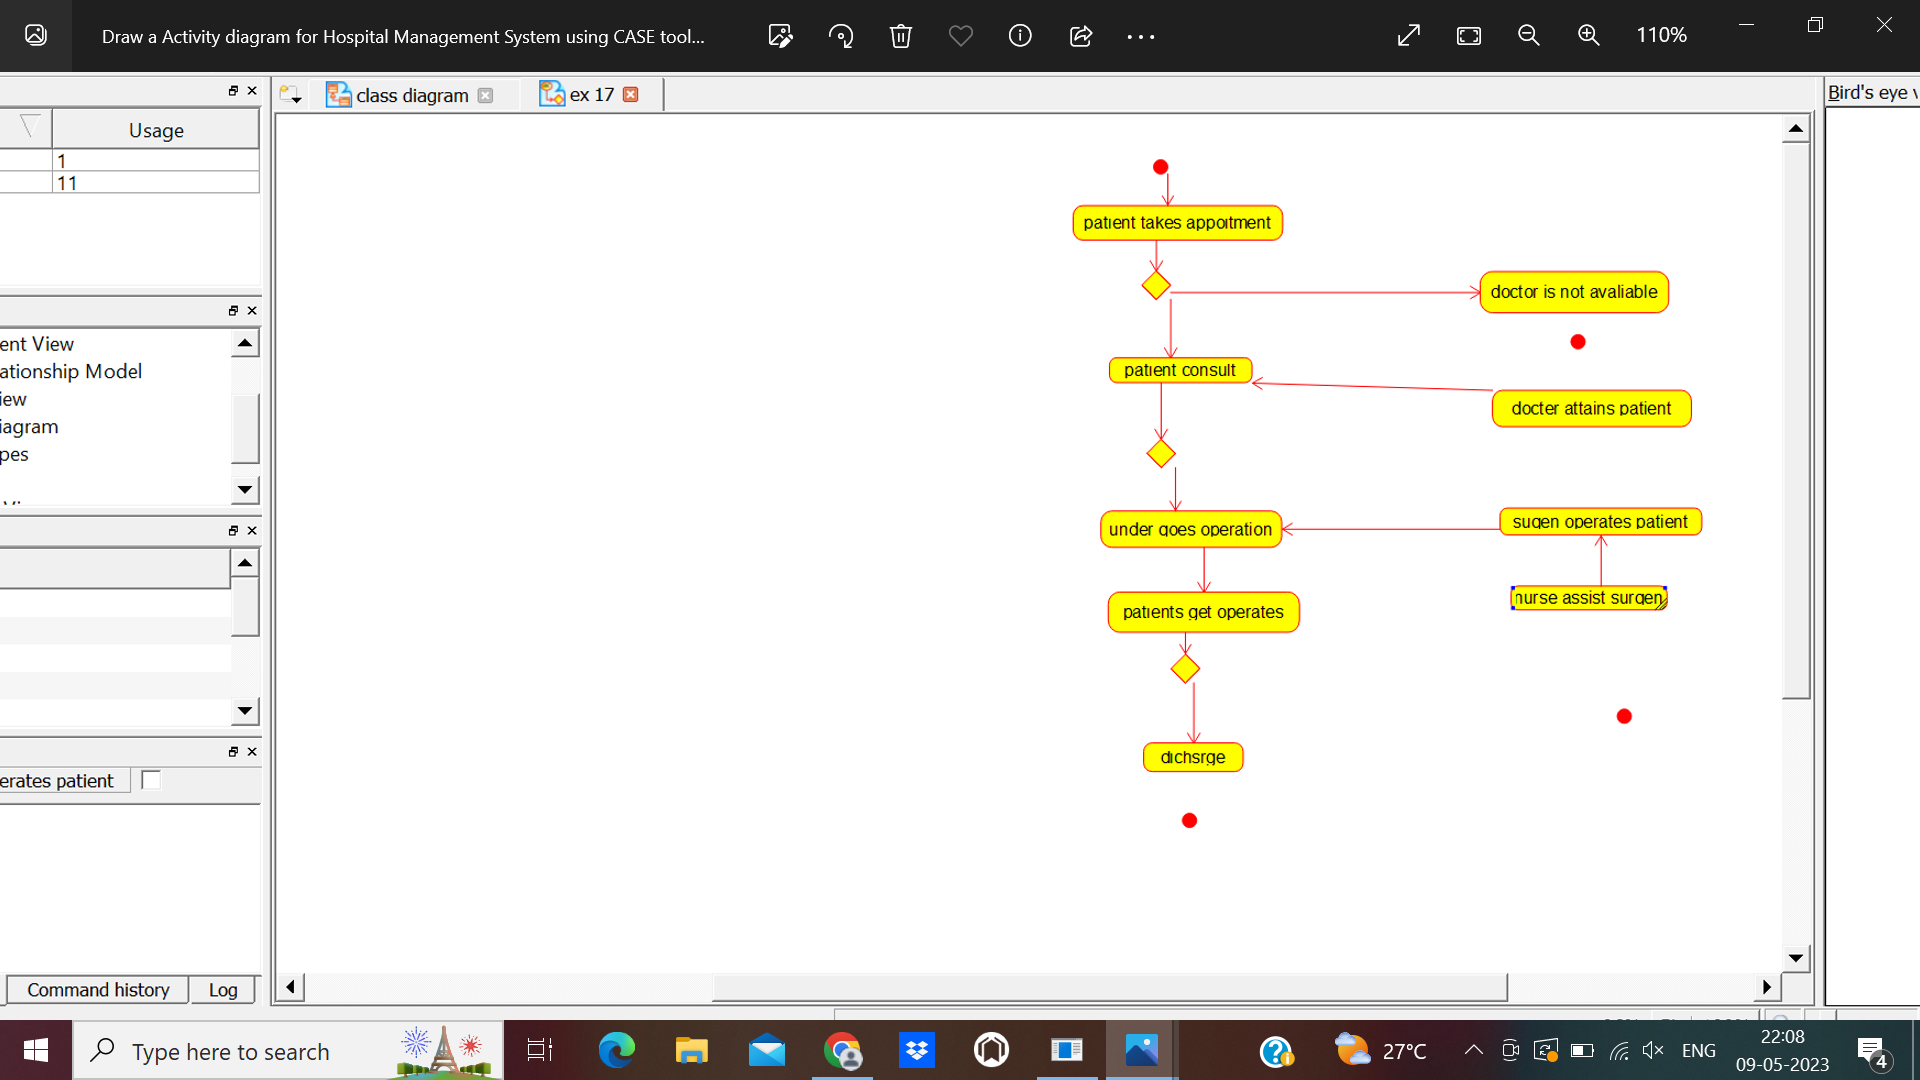 Draw a Activity diagram for Hospital Management System using CASE tool...
110%
class diagram
ex 17
Bird's eye v
Usage
1
11
patient takes appoitment
doctor is not avaliable
ent View
ationship Model
iew
iagram
pes
patient consult
docter attains patient
under goes operation
sugen operates patient
nurse assist surgen
patients get operates
erates patient
dichsrge
Command history
Log
Type here to search
27°C
ENG
22:08
09-05-2023
4